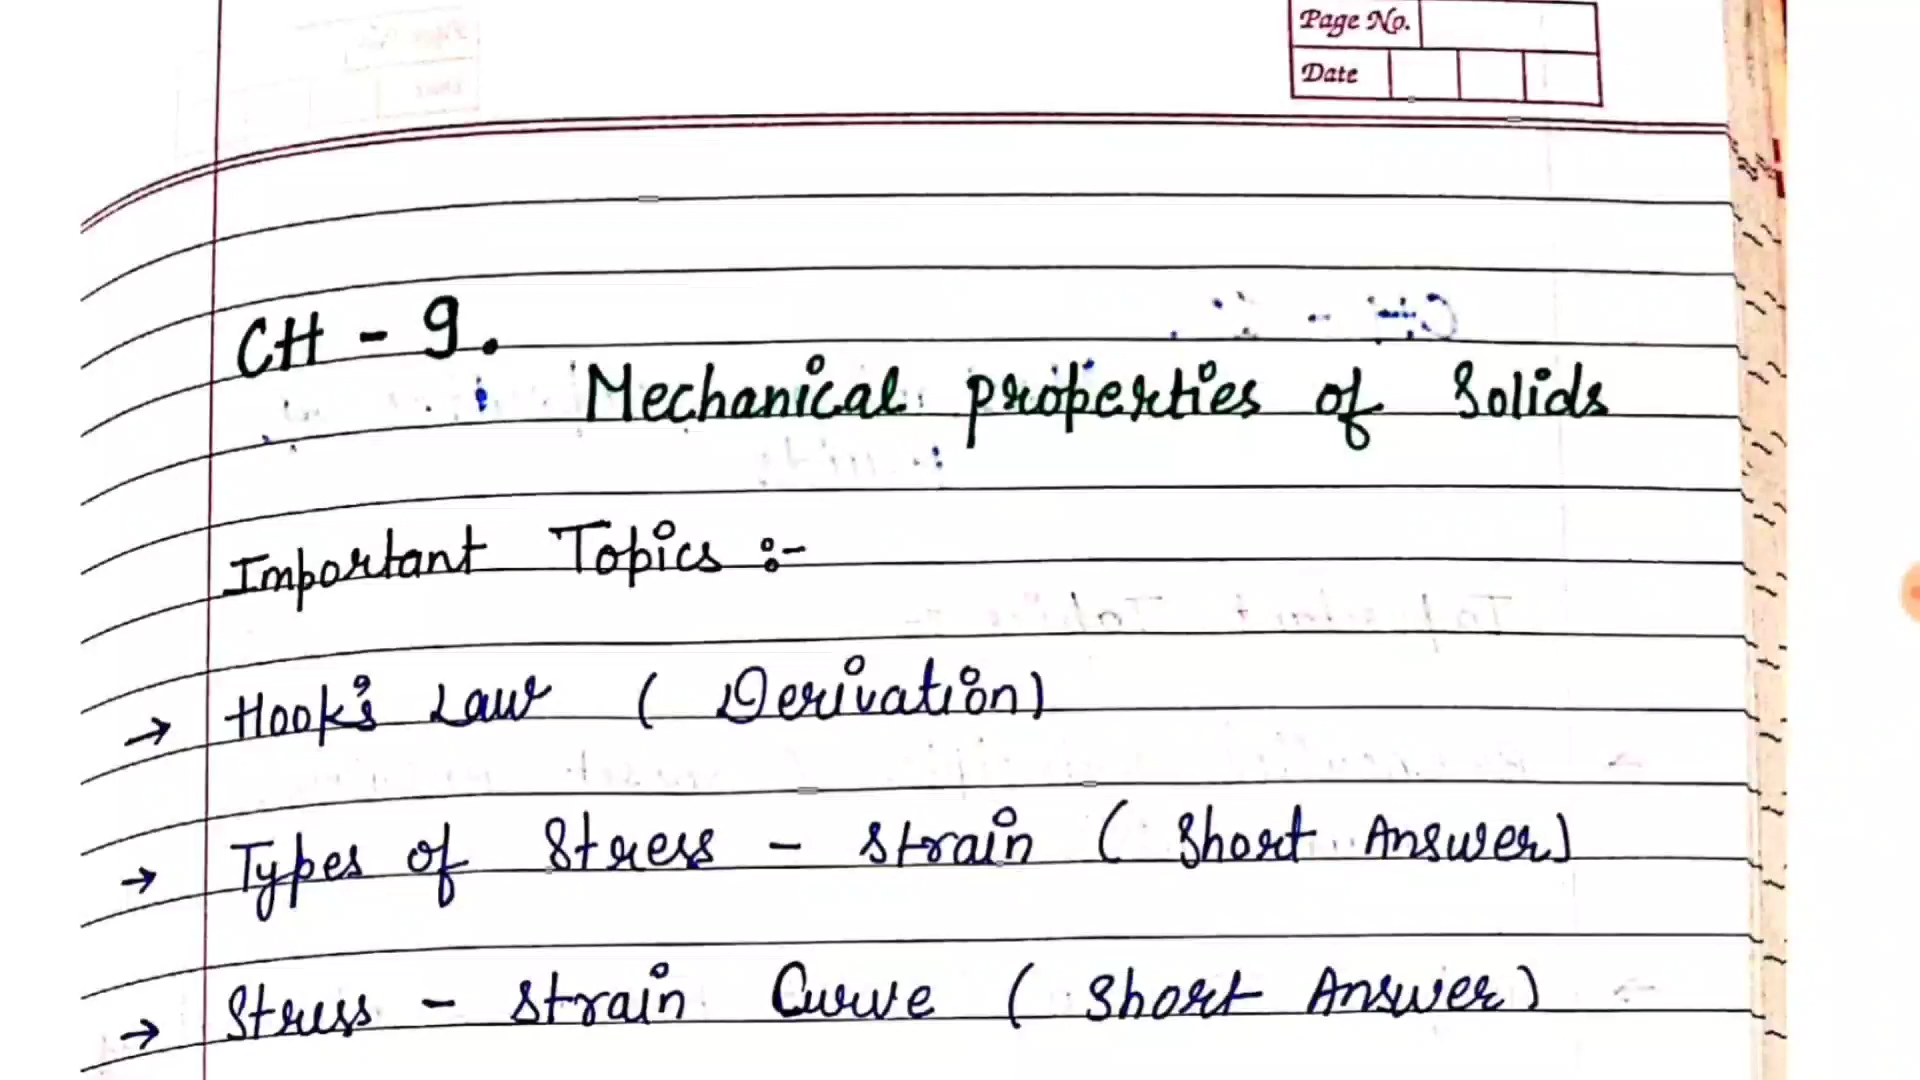 Page No.
Date
CH - 9.
Mechanical properties of Solids
Important Topics :-
→ Hook's Law ( Derivation)
→ Types of Stress - strain ( Short Answer)
→ Stress - strain Curve ( Short Answer)